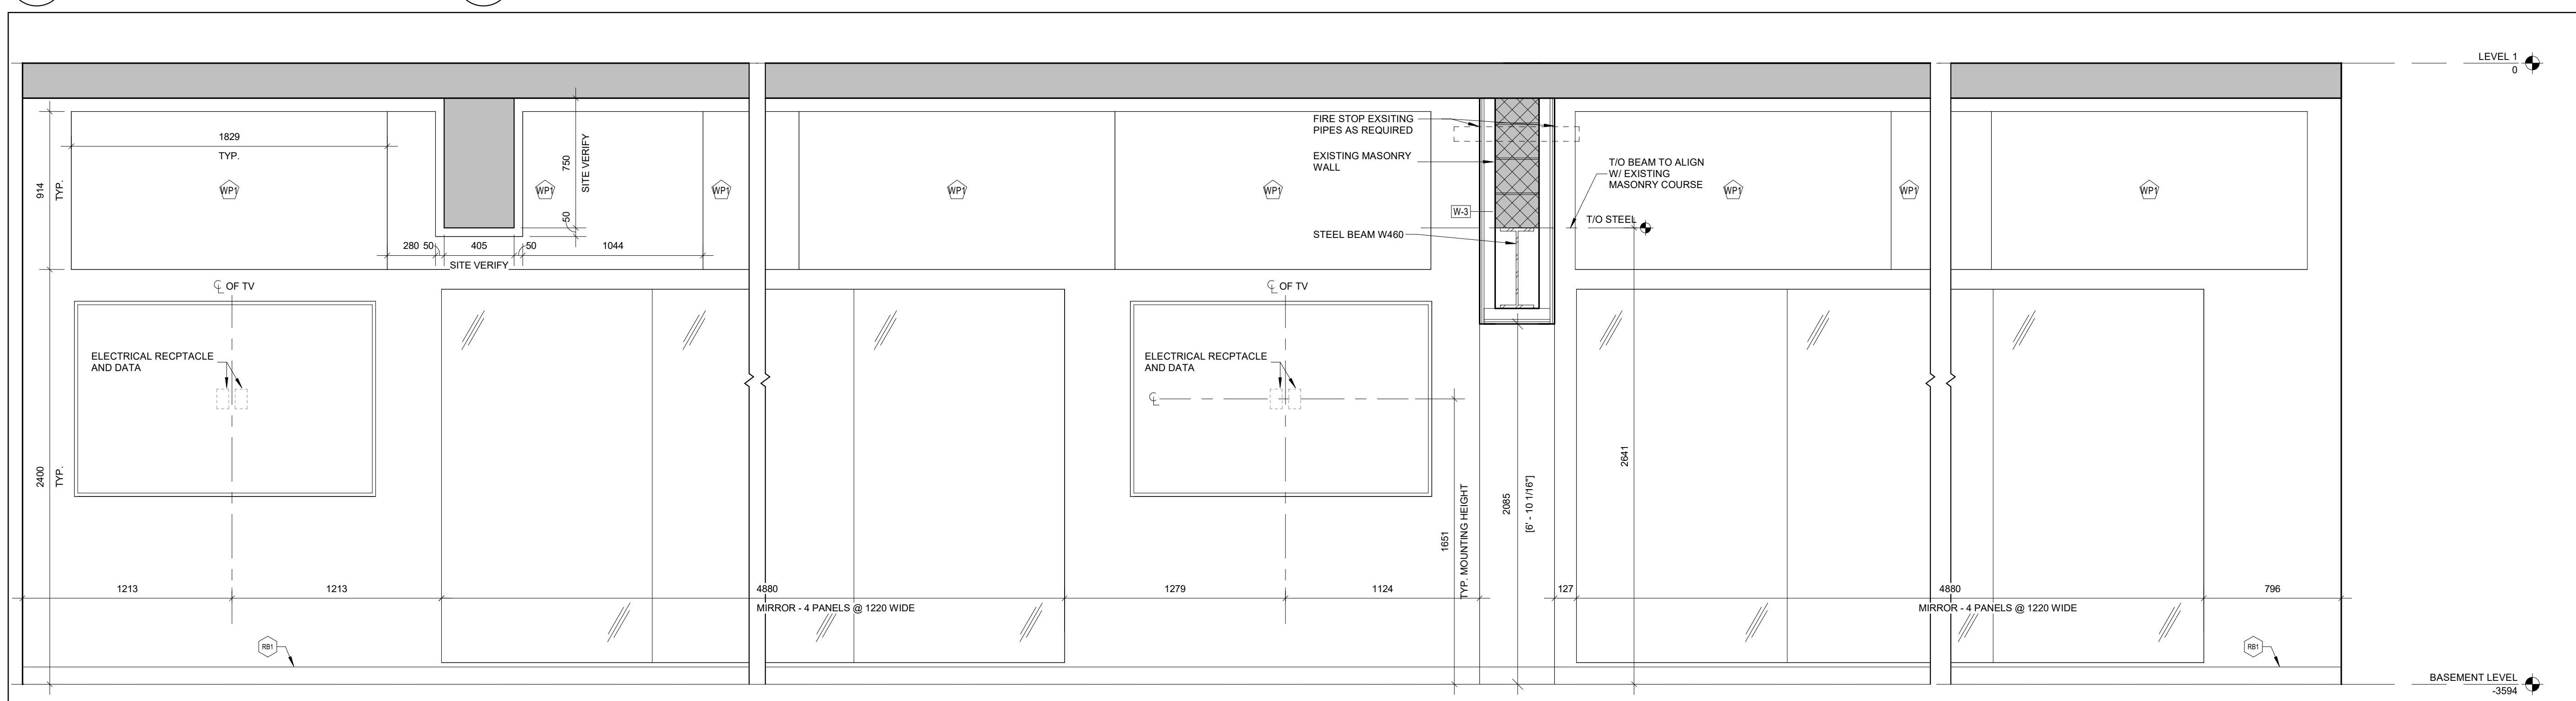 LEVEL 1
0
1829
TYP.
914
TYP.
WP1
750
SITE VERIFY
50
WP1
WP1
280
50
405
50
1044
SITE VERIFY
WP1
WP1
FIRE STOP EXSITING
PIPES AS REQUIRED
EXISTING MASONRY
WALL
W-3
STEEL BEAM W460
T/O BEAM TO ALIGN
W/ EXISTING
MASONRY COURSE
T/O STEEL
WP1
WP1
WP1
CL OF TV
ELECTRICAL RECPTACLE
AND DATA
2400
TYP.
CL OF TV
ELECTRICAL RECPTACLE
AND DATA
CL
1651
TYP. MOUNTING HEIGHT
2085
[6' - 10 1/16"]
2641
1213
1213
4880
MIRROR - 4 PANELS @ 1220 WIDE
1279
1124
127
4880
MIRROR - 4 PANELS @ 1220 WIDE
796
RB1
RB1
BASEMENT LEVEL
-3594